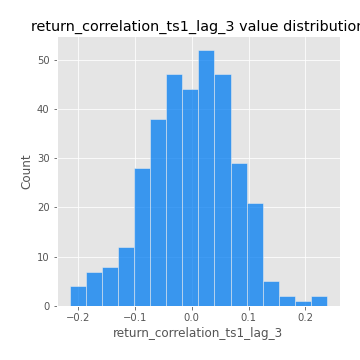 return_correlation_ts1_lag_3 value distribution
50
40
30
20
10
0
Count
−0.2 −0.1 0.0 0.1 0.2
return_correlation_ts1_lag_3